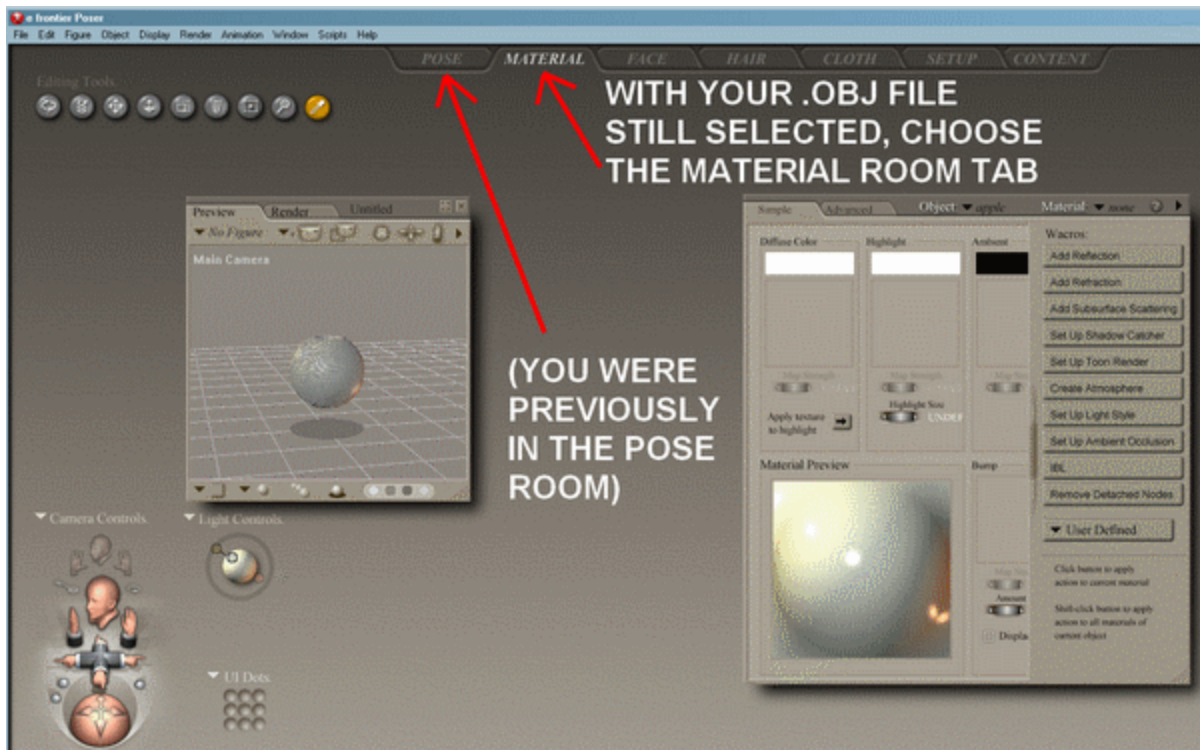 e frontier Poser
File Edit Figure Object Display Render Animation Window Scripts Help
POSE MATERIAL FACE HAIR CLOTH SETUP CONTENT
Editing Tools
WITH YOUR .OBJ FILE
STILL SELECTED, CHOOSE
THE MATERIAL ROOM TAB
Preview Render Untitled
No Figure
Main Camera
(YOU WERE
PREVIOUSLY
IN THE POSE
ROOM)
Simple Advanced Object: apple Material: none
Diffuse Color Highlight Ambient
Apply texture
to highlight
Highlight Size
UNDEF
Material Preview Bump
Amount
Displac
Wacros:
Add Reflection
Add Refraction
Add Subsurface Scattering
Set Up Shadow Catcher
Set Up Toon Render
Create Atmosphere
Set Up Light Style
Set Up Ambient Occlusion
IBL
Remove Detached Nodes
User Defined
Click button to apply
action to current material
Shift-click button to apply
action to all materials of
current object
Camera Controls
Light Controls
UI Dots